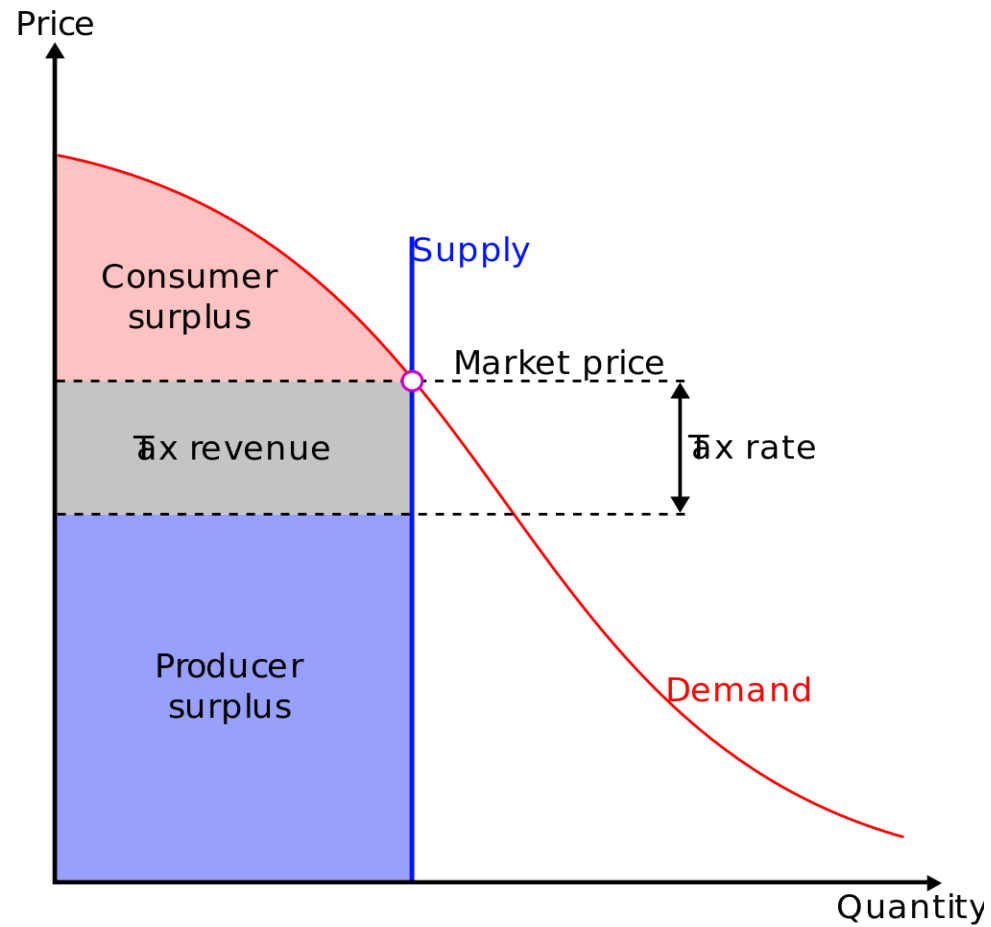 Price
Supply
Consumer
surplus
Market price
Tax revenue
Tax rate
Producer
surplus
Demand
Quantity